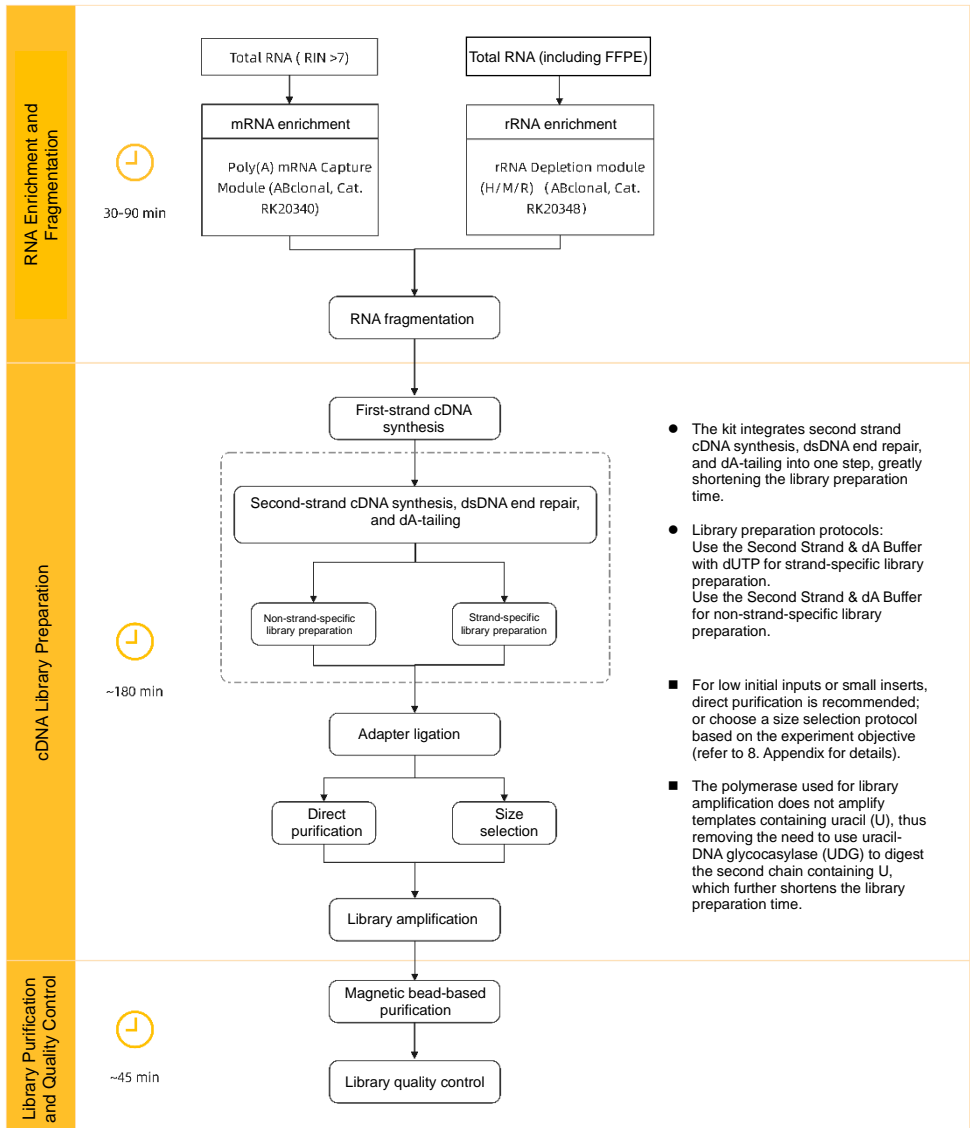 RNA Enrichment and
Fragmentation
30-90 min
Total RNA ( RIN >7)
Total RNA (including FFPE)
mRNA enrichment
Poly(A) mRNA Capture
Module (ABclonal, Cat.
RK20340)
rRNA enrichment
rRNA Depletion module
(H/M/R) (ABclonal, Cat.
RK20348)
RNA fragmentation
cDNA Library Preparation
~180 min
First-strand cDNA
synthesis
Second-strand cDNA synthesis, dsDNA end repair,
and dA-tailing
Non-strand-specific
library preparation
Strand-specific
library preparation
Adapter ligation
Direct
purification
Size
selection
Library amplification
● The kit integrates second strand
cDNA synthesis, dsDNA end repair,
and dA-tailing into one step, greatly
shortening the library preparation
time.
● Library preparation protocols:
Use the Second Strand & dA Buffer
with dUTP for strand-specific library
preparation.
Use the Second Strand & dA Buffer
for non-strand-specific library
preparation.
■ For low initial inputs or small inserts,
direct purification is recommended;
or choose a size selection protocol
based on the experiment objective
(refer to 8. Appendix for details).
■ The polymerase used for library
amplification does not amplify
templates containing uracil (U), thus
removing the need to use uracil-
DNA glycocasylase (UDG) to digest
the second chain containing U,
which further shortens the library
preparation time.
Library Purification
and Quality Control
~45 min
Magnetic bead-based
purification
Library quality control